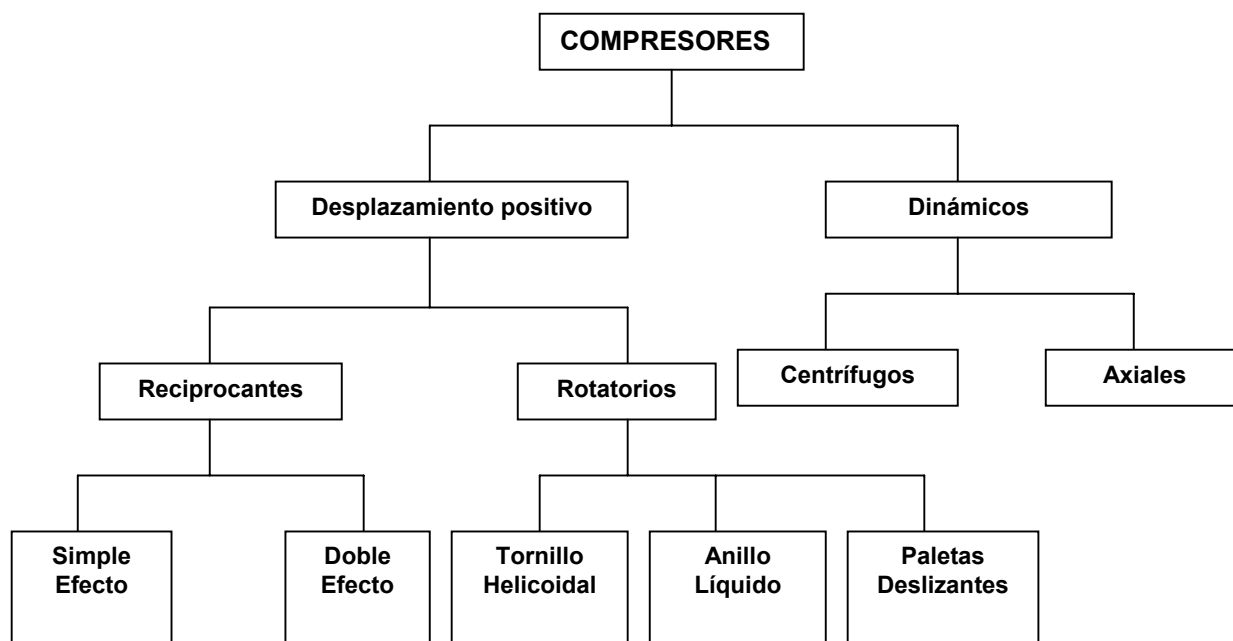 COMPRESORES
Desplazamiento positivo
Dinámicos
Reciprocantes
Rotatorios
Centrífugos
Axiales
Simple
Efecto
Doble
Efecto
Tornillo
Helicoidal
Anillo
Líquido
Paletas
Deslizantes